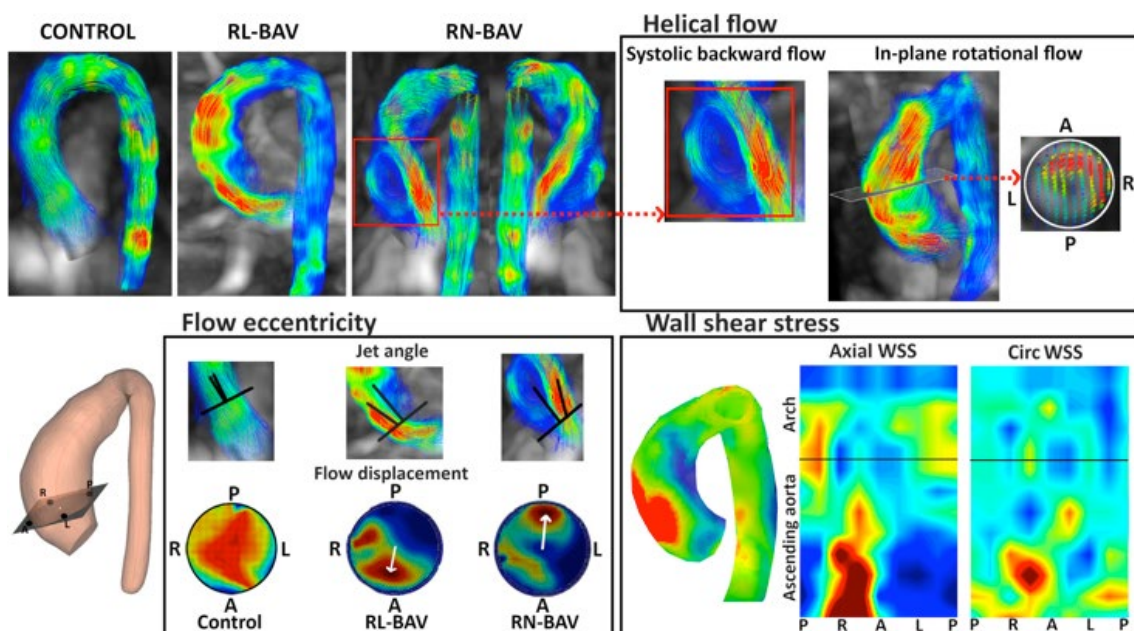 CONTROL
RL-BAV
RN-BAV
Helical flow
Systolic backward flow
In-plane rotational flow
A
L
R
P
Flow eccentricity
Jet angle
Flow displacement
R
P
A
L
P
P
R
L
R
L
A
A
A
Control
RL-BAV
RN-BAV
Wall shear stress
Axial WSS
Circ WSS
Arch
Ascending aorta
P R A L P
P R A L P